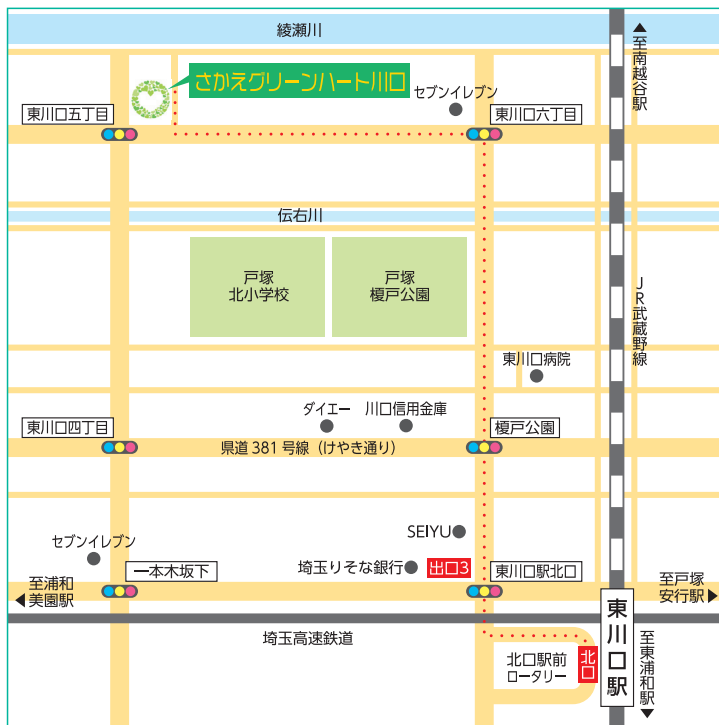 綾瀬川
至南越谷駅
さかえグリーンハート川口
セブンイレブン
東川口五丁目
東川口六丁目
伝右川
戸塚
北小学校
戸塚
榎戸公園
JR武蔵野線
東川口病院
ダイエー
川口信用金庫
東川口四丁目
榎戸公園
県道381号線（けやき通り）
SEIYU
セブンイレブン
埼玉りそな銀行
出口3
一本木坂下
東川口駅北口
至浦和
美園駅
至戸塚
安行駅
東川口駅
埼玉高速鉄道
北口駅前
ロータリー
北口
至東浦和駅